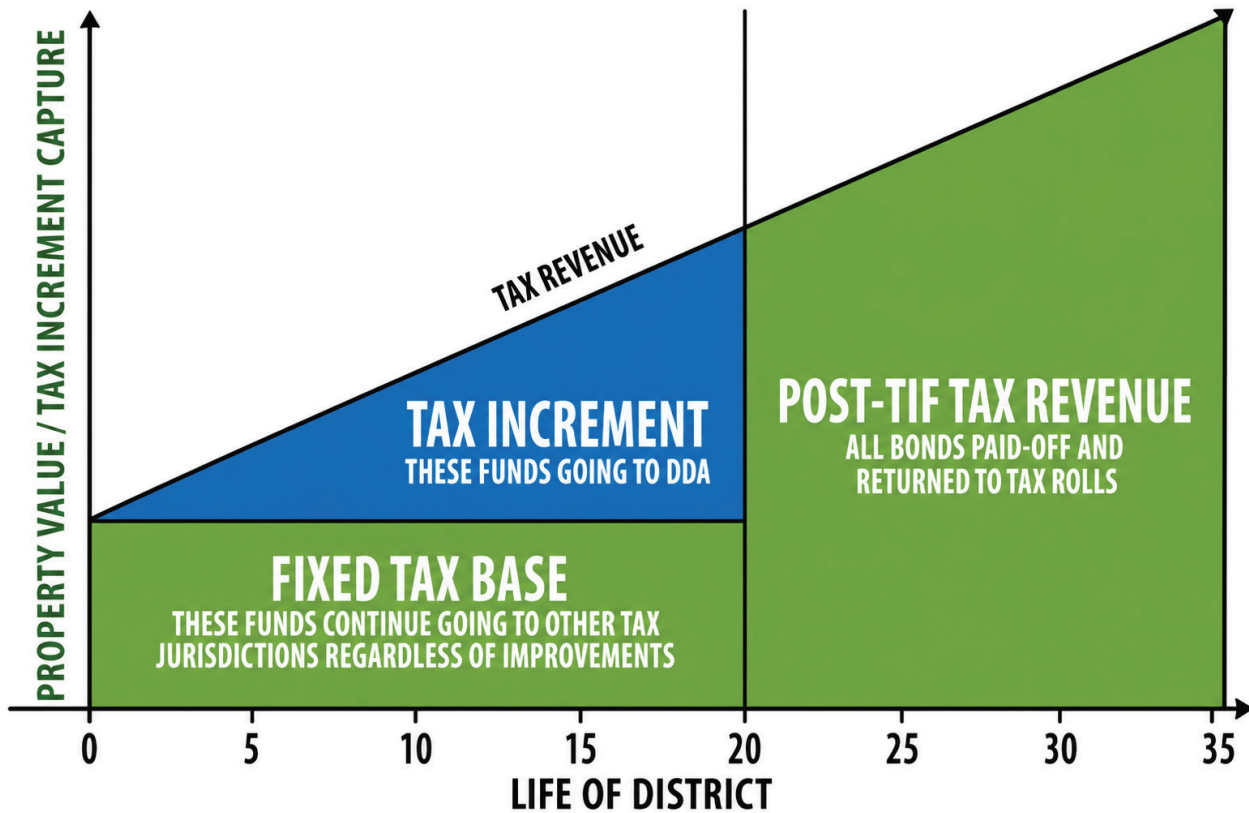 PROPERTY VALUE / TAX INCREMENT CAPTURE
TAX REVENUE
TAX INCREMENT
THESE FUNDS GOING TO DDA
POST-TIF TAX REVENUE
ALL BONDS PAID-OFF AND
RETURNED TO TAX ROLLS
FIXED TAX BASE
THESE FUNDS CONTINUE GOING TO OTHER TAX
JURISDICTIONS REGARDLESS OF IMPROVEMENTS
0 5 10 15 20 25 30 35
LIFE OF DISTRICT